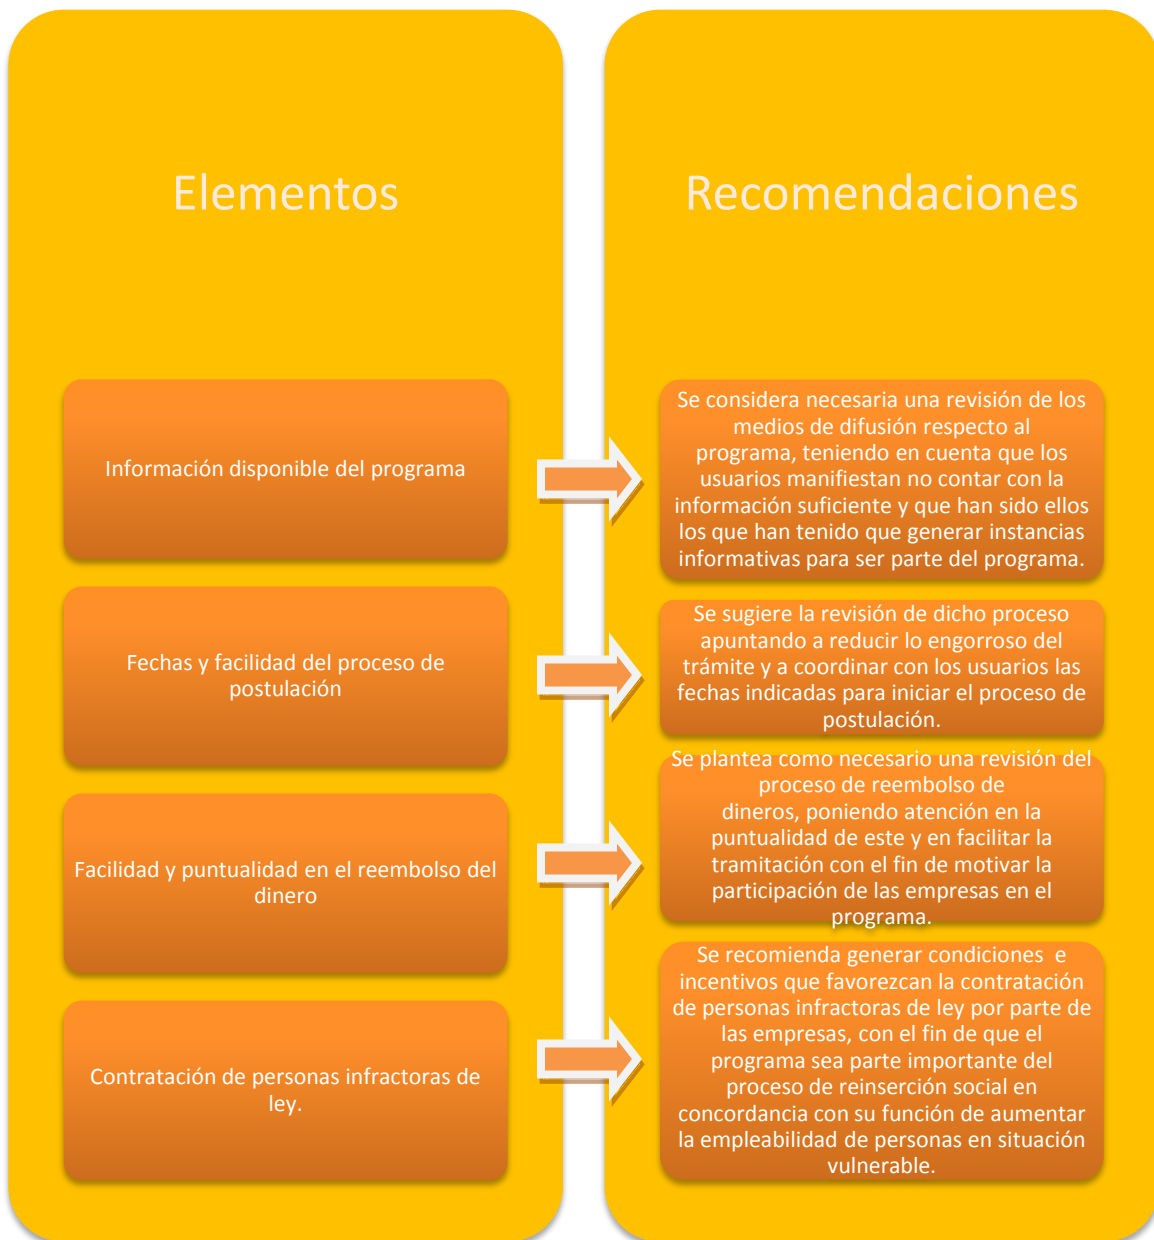 Elementos
Recomendaciones
Información disponible del programa
Se considera necesaria una revisión de los
medios de difusión respecto al
programa, teniendo en cuenta que los
usuarios manifiestan no contar con la
información suficiente y que han sido ellos
los que han tenido que generar instancias
informativas para ser parte del programa.
Fechas y facilidad del proceso de
postulación
Se sugiere la revisión de dicho proceso
apuntando a reducir lo engorroso del
trámite y a coordinar con los usuarios las
fechas indicadas para iniciar el proceso de
postulación.
Facilidad y puntualidad en el reembolso del
dinero
Se plantea como necesario una revisión del
proceso de reembolso de
dineros, poniendo atención en la
puntualidad de este y en facilitar la
tramitación con el fin de motivar la
participación de las empresas en el
programa.
Contratación de personas infractoras de
ley.
Se recomienda generar condiciones  e
incentivos que favorezcan la contratación
de personas infractoras de ley por parte de
las empresas, con el fin de que el
programa sea parte importante del
proceso de reinserción social en
concordancia con su función de aumentar
la empleabilidad de personas en situación
vulnerable.